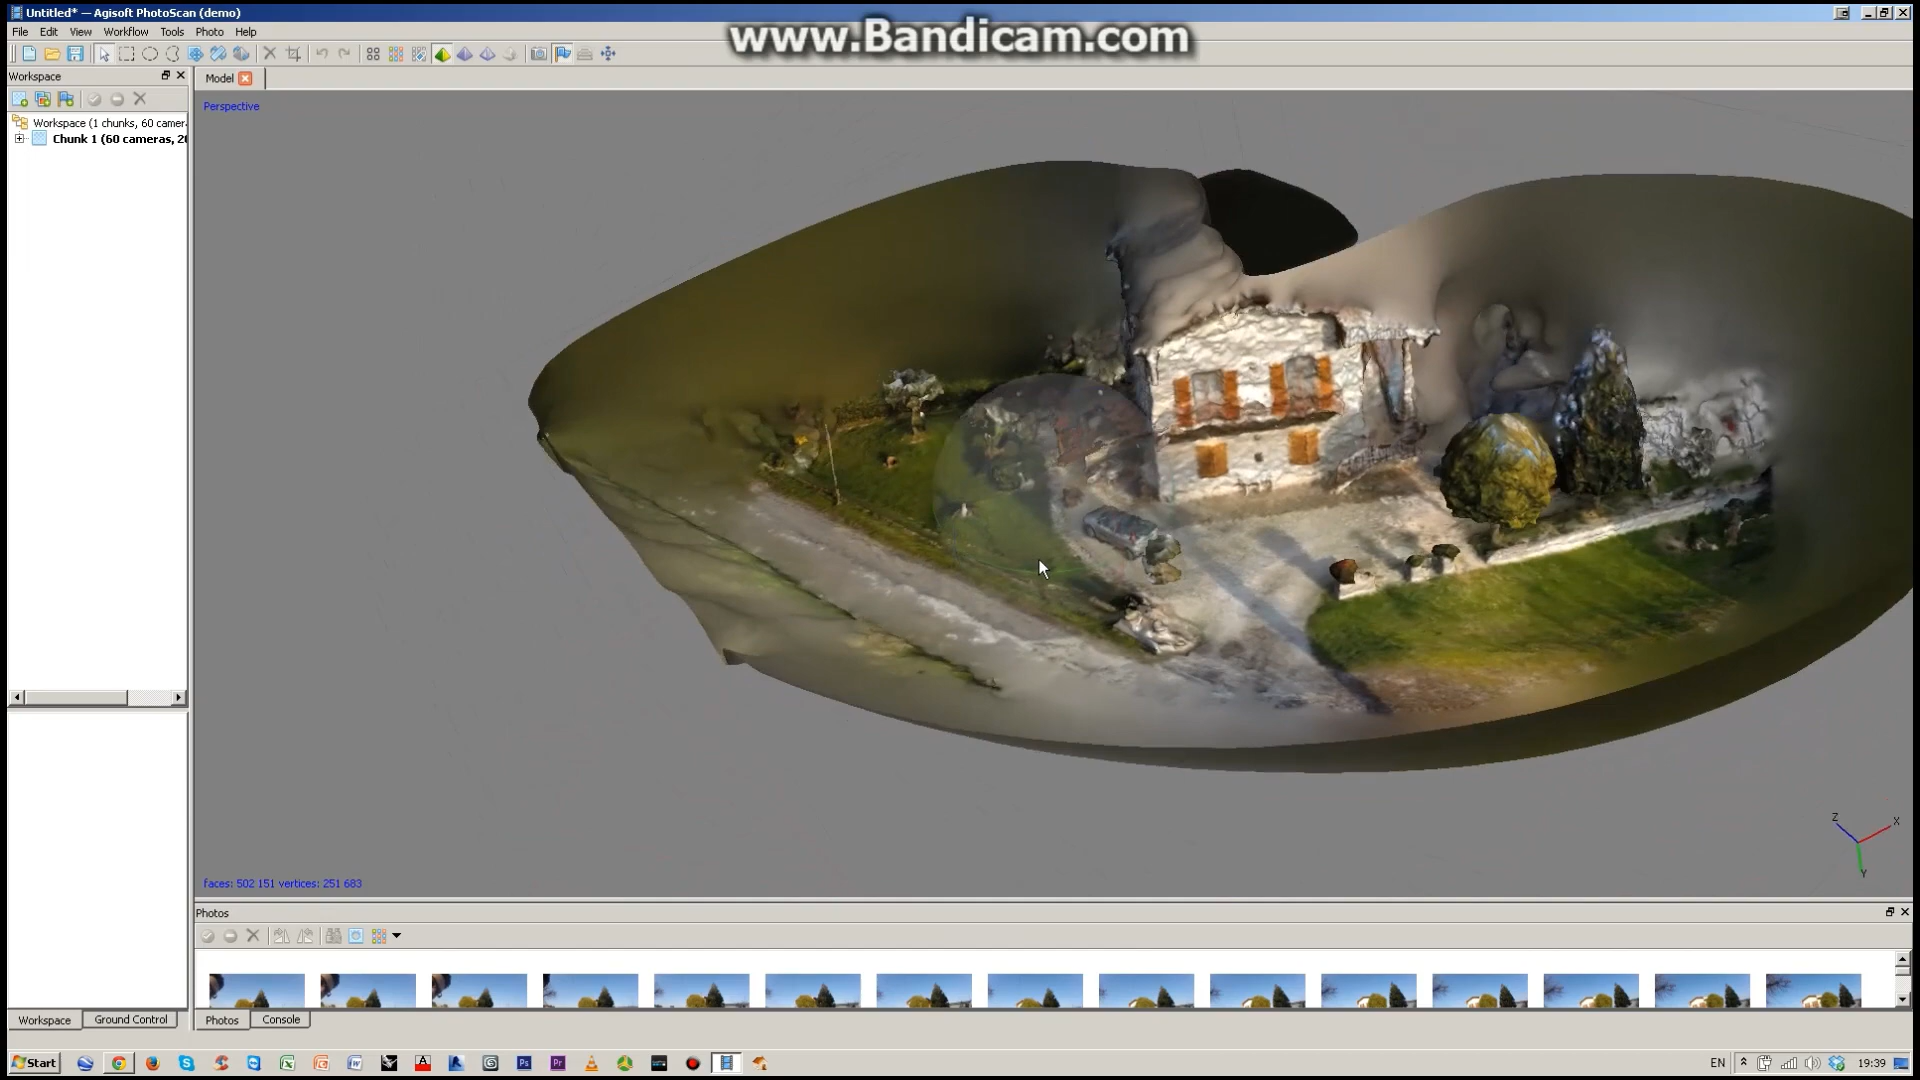 Untitled* — Agisoft PhotoScan (demo)
www.Bandicam.com
File Edit View Workflow Tools Photo Help
Workspace
Model
Perspective
Workspace (1 chunks, 60 camer
Chunk 1 (60 cameras, 20
Z
X
Y
faces: 502 151 vertices: 251 683
Photos
Workspace
Ground Control
Photos
Console
Start
EN
19:39